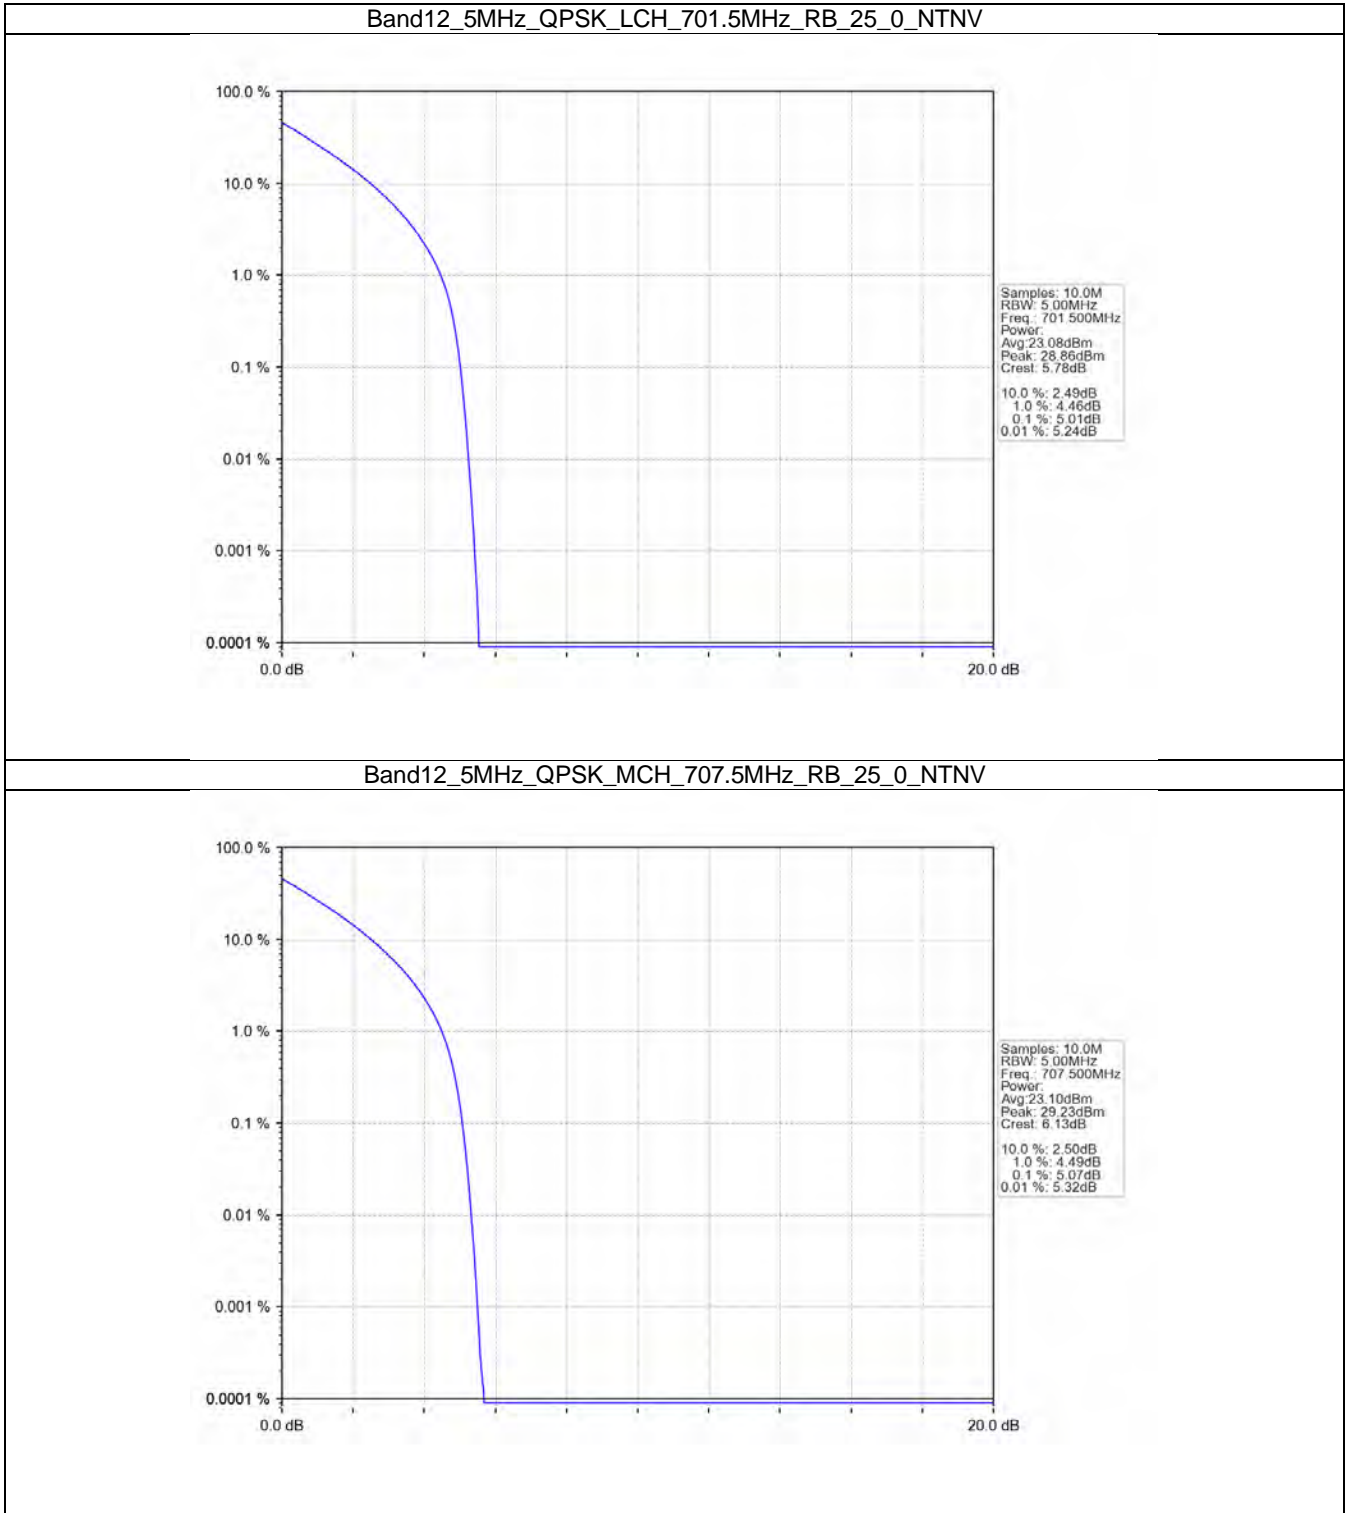 Band12_5MHz_QPSK_LCH_701.5MHz_RB_25_0_NTNV
100.0 %
10.0 %
1.0 %
0.1 %
0.01 %
0.001 %
0.0001 %
0.0 dB
20.0 dB
Samples: 10.0M
RBW: 5.00MHz
Freq.: 701.500MHz
Power:
Avg:23.08dBm
Peak: 28.86dBm
Crest: 5.78dB
10.0 %: 2.49dB
1.0 %: 4.46dB
0.1 %: 5.01dB
0.01 %: 5.24dB
Band12_5MHz_QPSK_MCH_707.5MHz_RB_25_0_NTNV
100.0 %
10.0 %
1.0 %
0.1 %
0.01 %
0.001 %
0.0001 %
0.0 dB
20.0 dB
Samples: 10.0M
RBW: 5.00MHz
Freq.: 707.500MHz
Power:
Avg:23.10dBm
Peak: 29.23dBm
Crest: 6.13dB
10.0 %: 2.50dB
1.0 %: 4.49dB
0.1 %: 5.07dB
0.01 %: 5.32dB